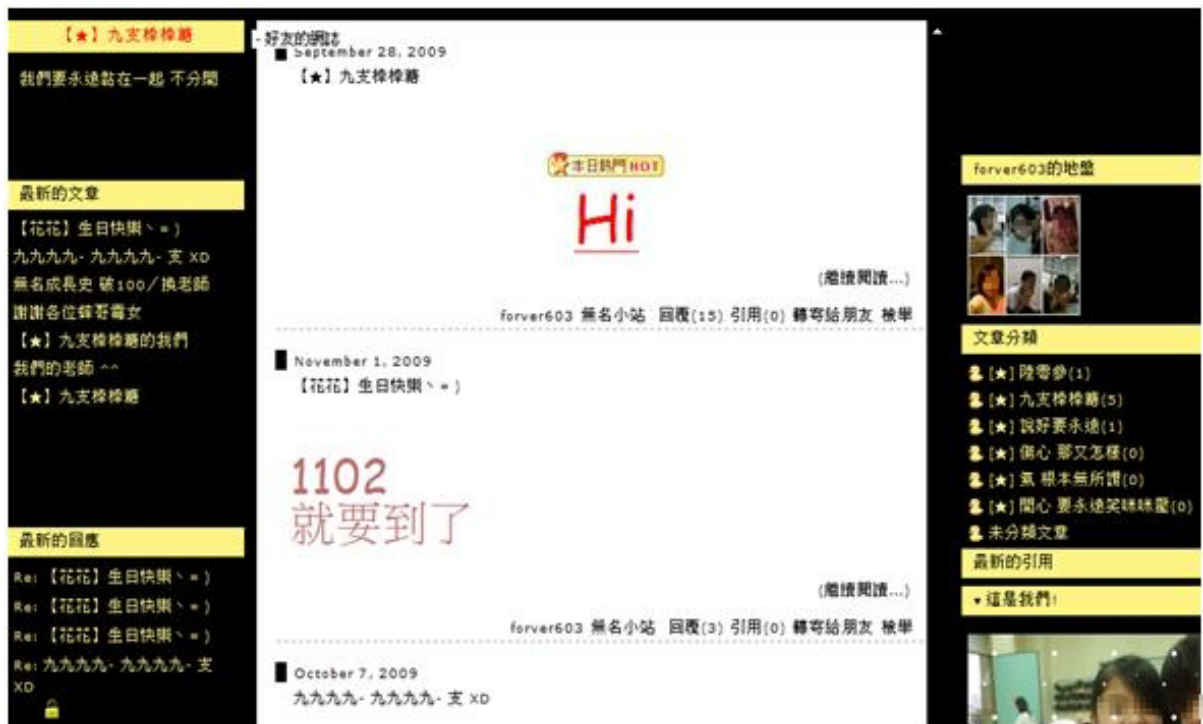 【★】九支棒棒糖
我們要永遠黏在一起 不分開
最新的文章
【花花】生日快樂丶= )
九九九九- 九九九九- 支 XD
無名成長史 破100／換老師
謝謝各位蜂哥霉女
【★】九支棒棒糖的我們
我們的老師 ^^
【★】九支棒棒糖
最新的回應
Re: 【花花】生日快樂丶= )
Re: 【花花】生日快樂丶= )
Re: 【花花】生日快樂丶= )
Re: 九九九九- 九九九九- 支
XD
- 好友的網誌
September 28, 2009
【★】九支棒棒糖
本日熱門 HOT
Hi
(繼續閱讀...)
forver603 無名小站 回覆(15) 引用(0) 轉寄給朋友 檢舉
November 1, 2009
【花花】生日快樂丶= )
1102
就要到了
(繼續閱讀...)
forver603 無名小站 回覆(3) 引用(0) 轉寄給朋友 檢舉
October 7, 2009
九九九九- 九九九九- 支 XD
forver603的地盤
文章分類
[★] 陸零參(1)
[★] 九支棒棒糖(5)
[★] 說好要永遠(1)
[★] 傷心 那又怎樣(0)
[★] 氣 根本無所謂(0)
[★] 開心 要永遠笑咪咪喔(0)
未分類文章
最新的引用
♥ 這是我們!